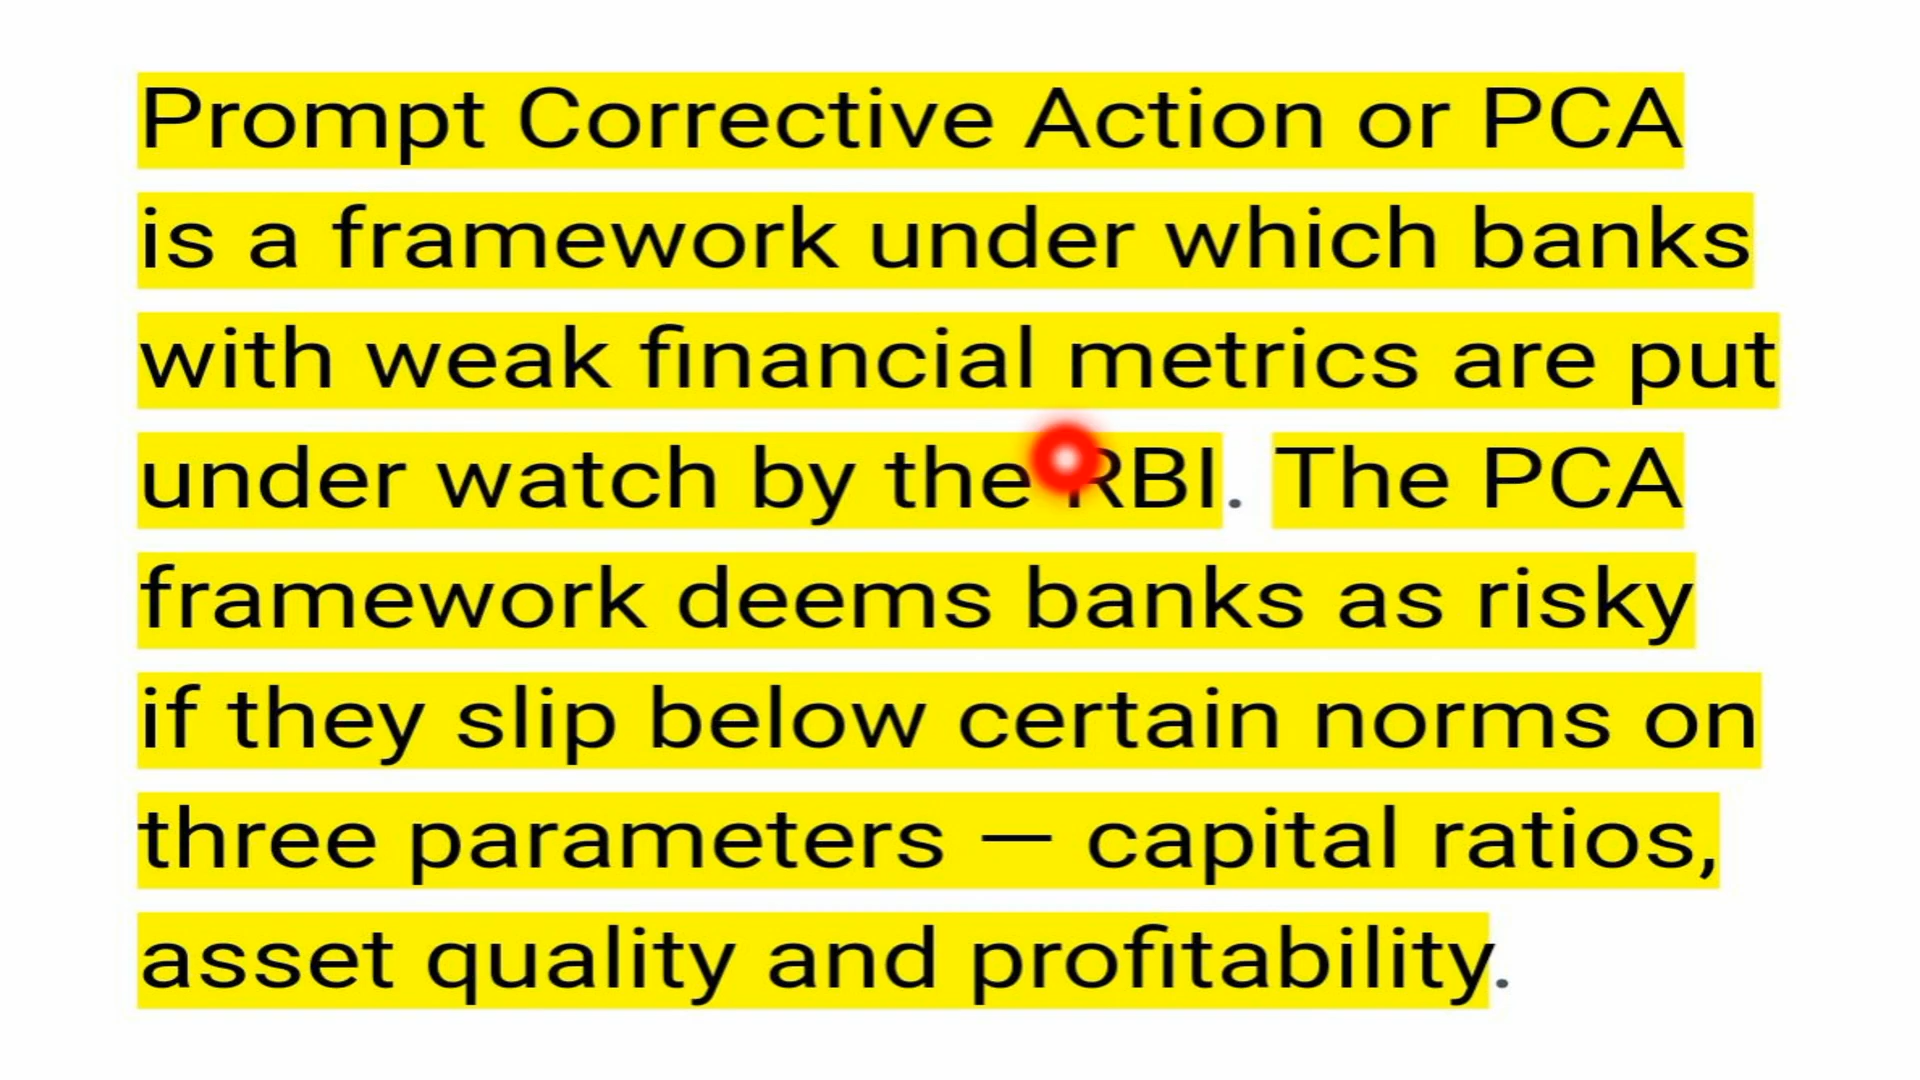 Prompt Corrective Action or PCA
is a framework under which banks
with weak financial metrics are put
under watch by the RBI. The PCA
framework deems banks as risky
if they slip below certain norms on
three parameters — capital ratios,
asset quality and profitability.